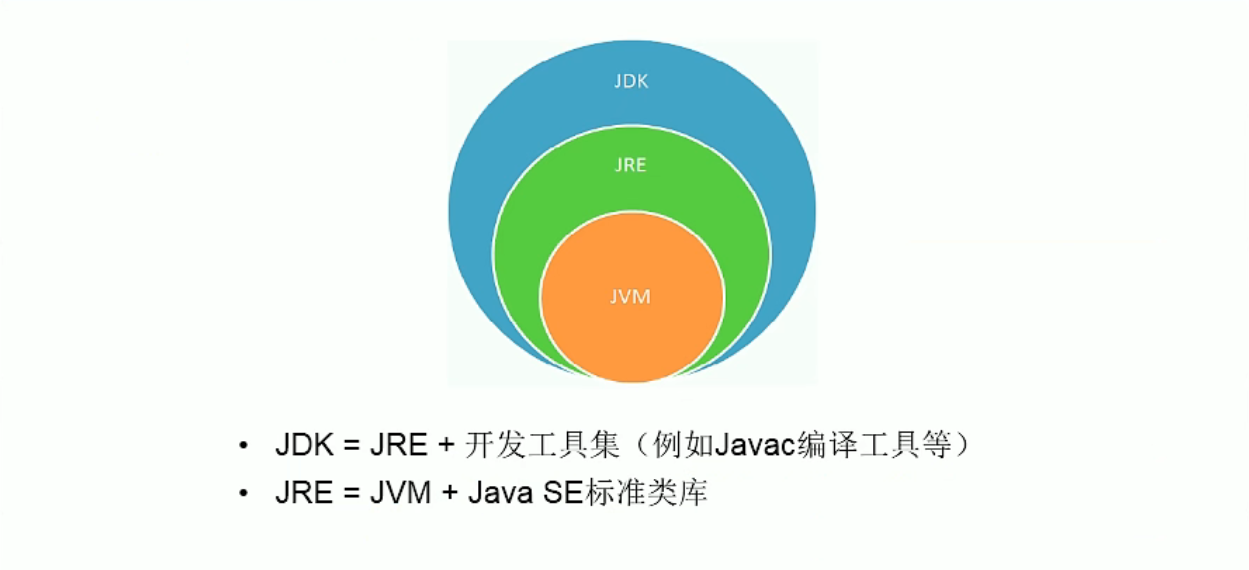 JDK
JRE
JVM
• JDK = JRE + 开发工具集（例如Javac编译工具等）
• JRE = JVM + Java SE标准类库